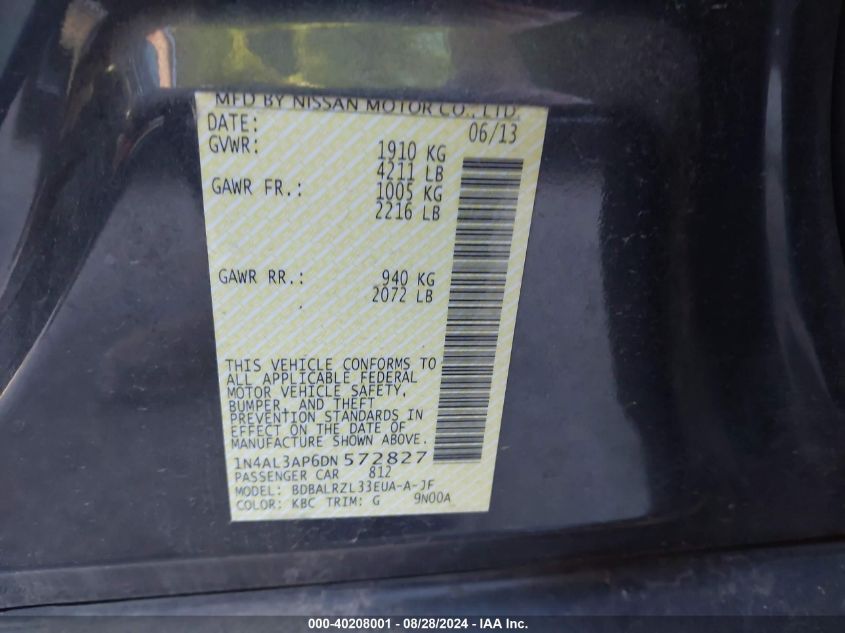 MFD BY NISSAN MOTOR CO., LTD.
DATE: 06/13
GVWR: 1910 KG
4211 LB
GAWR FR.: 1005 KG
2216 LB
GAWR RR.: 940 KG
2072 LB
THIS VEHICLE CONFORMS TO
ALL APPLICABLE FEDERAL
MOTOR VEHICLE SAFETY,
BUMPER, AND THEFT
PREVENTION STANDARDS IN
EFFECT ON THE DATE OF
MANUFACTURE SHOWN ABOVE.
1N4AL3AP6DN 572827
PASSENGER CAR 812
MODEL: BDBALRZL33EUA-A-JF
COLOR: KBC TRIM: G 9N00A
000-40208001 - 08/28/2024 - IAA Inc.